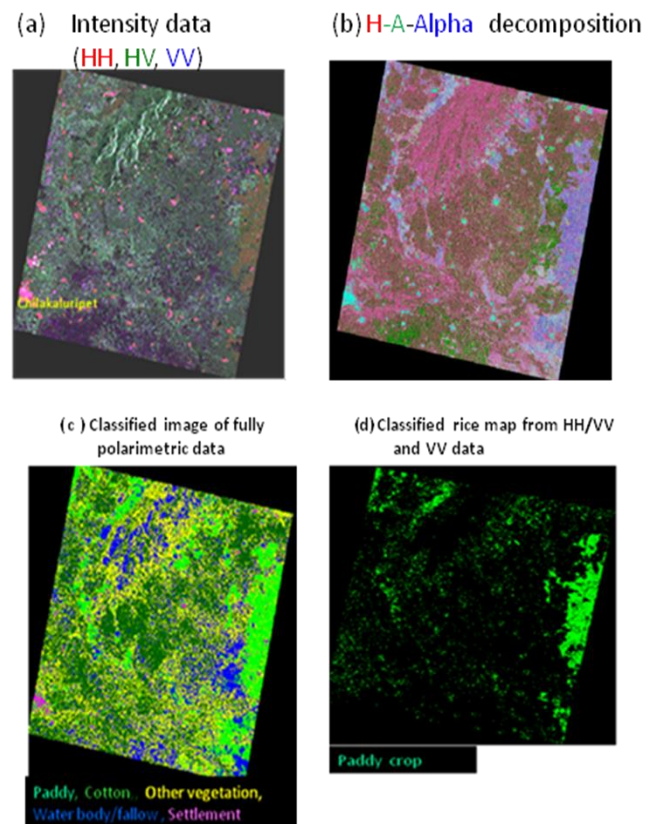 (a) Intensity data
(HH, HV, VV)
(b) H-A-Alpha decomposition
Chilakaluripet
(c ) Classified image of fully
polarimetric data
(d) Classified rice map from HH/VV
and VV data
Paddy, Cotton, Other vegetation,
Water body/fallow, Settlement
Paddy crop